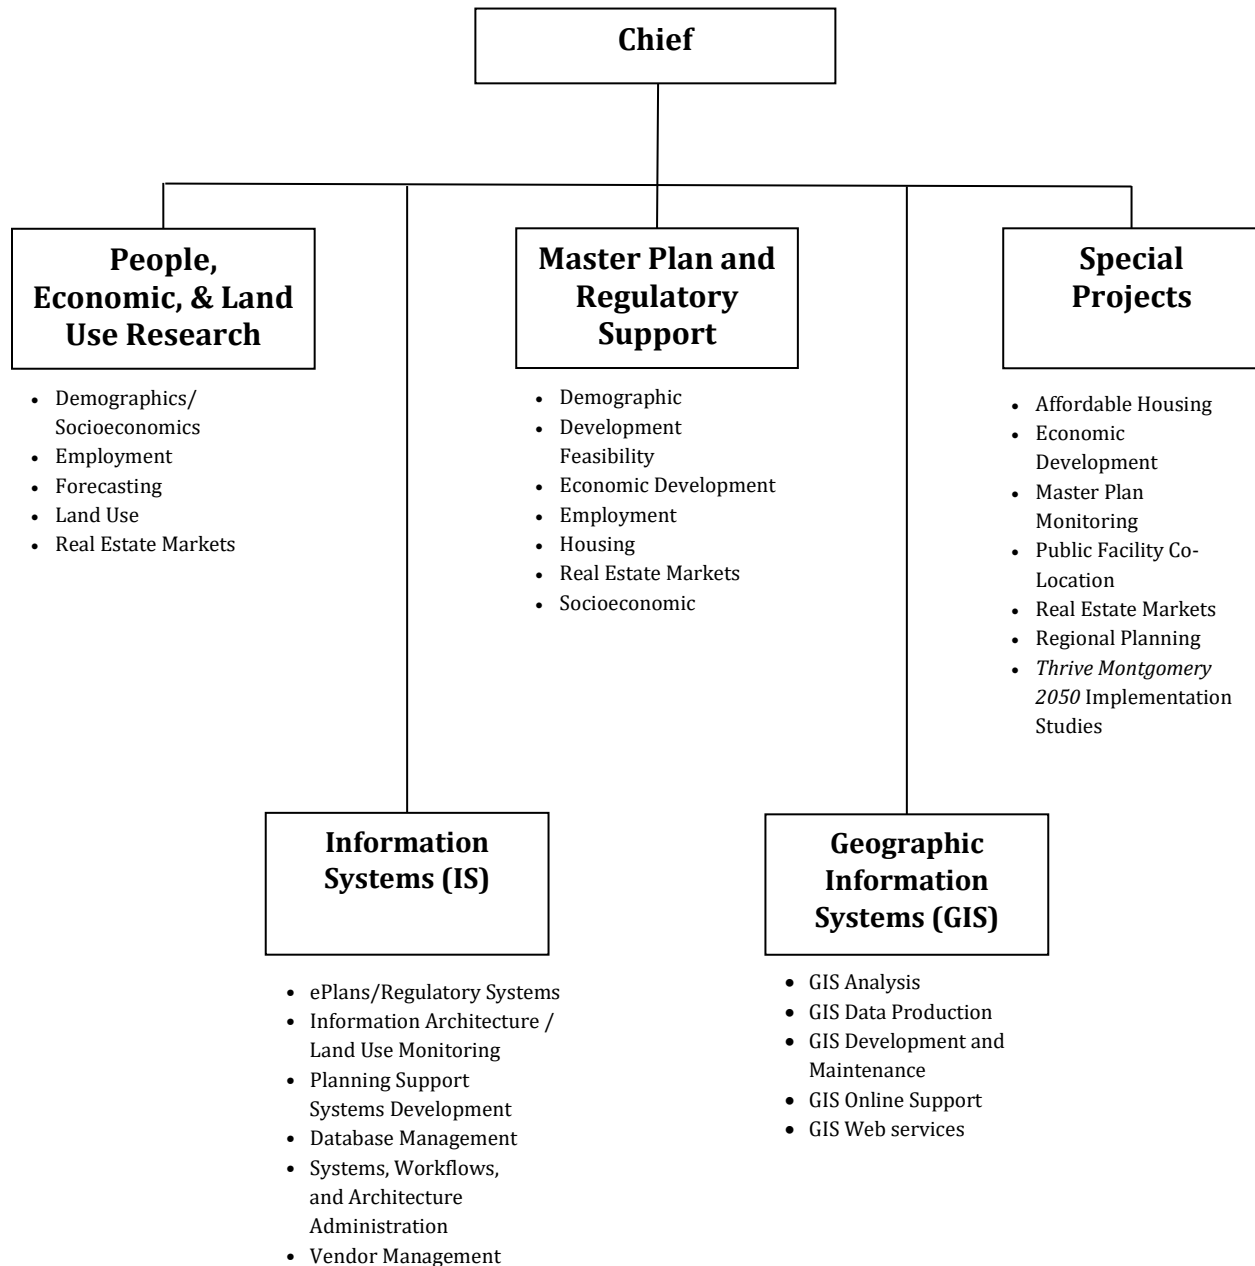 Chief
People,
Economic, & Land
Use Research
• Demographics/
Socioeconomics
• Employment
• Forecasting
• Land Use
• Real Estate Markets
Master Plan and
Regulatory
Support
• Demographic
• Development
Feasibility
• Economic Development
• Employment
• Housing
• Real Estate Markets
• Socioeconomic
Special
Projects
• Affordable Housing
• Economic
Development
• Master Plan
Monitoring
• Public Facility Co-
Location
• Real Estate Markets
• Regional Planning
• Thrive Montgomery
2050 Implementation
Studies
Information
Systems (IS)
• ePlans/Regulatory Systems
• Information Architecture /
Land Use Monitoring
• Planning Support
Systems Development
• Database Management
• Systems, Workflows,
and Architecture
Administration
• Vendor Management
Geographic
Information
Systems (GIS)
• GIS Analysis
• GIS Data Production
• GIS Development and
Maintenance
• GIS Online Support
• GIS Web services